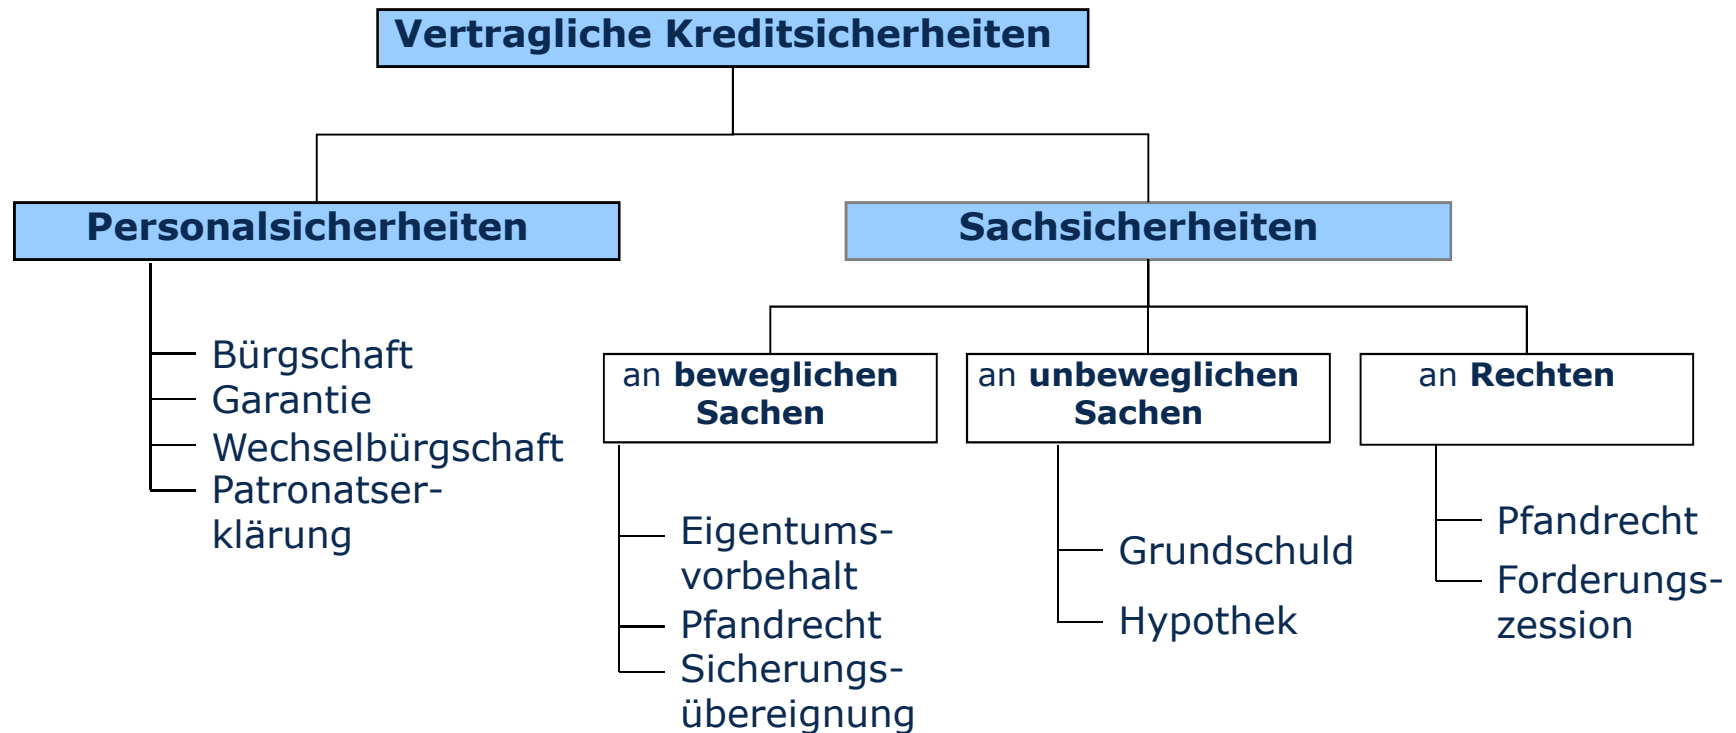 Vertragliche Kreditsicherheiten
Personalsicherheiten
Bürgschaft
Garantie
Wechselbürgschaft
Patronatser-
klärung
Sachsicherheiten
an beweglichen
Sachen
Eigentums-
vorbehalt
Pfandrecht
Sicherungs-
übereignung
an unbeweglichen
Sachen
Grundschuld
Hypothek
an Rechten
Pfandrecht
Forderungs-
zession